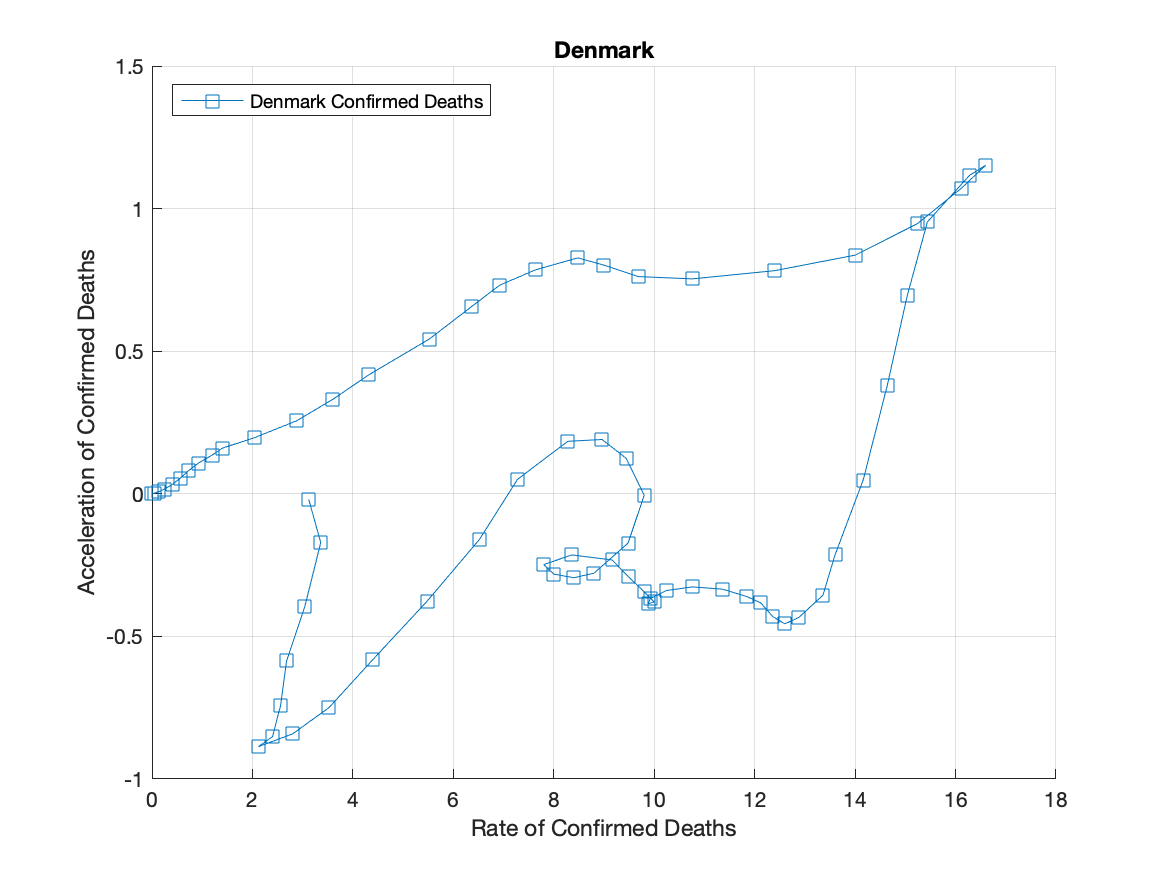 Denmark
Denmark Confirmed Deaths
1.5
1
0.5
0
-0.5
-1
Acceleration of Confirmed Deaths
0 2 4 6 8 10 12 14 16 18
Rate of Confirmed Deaths